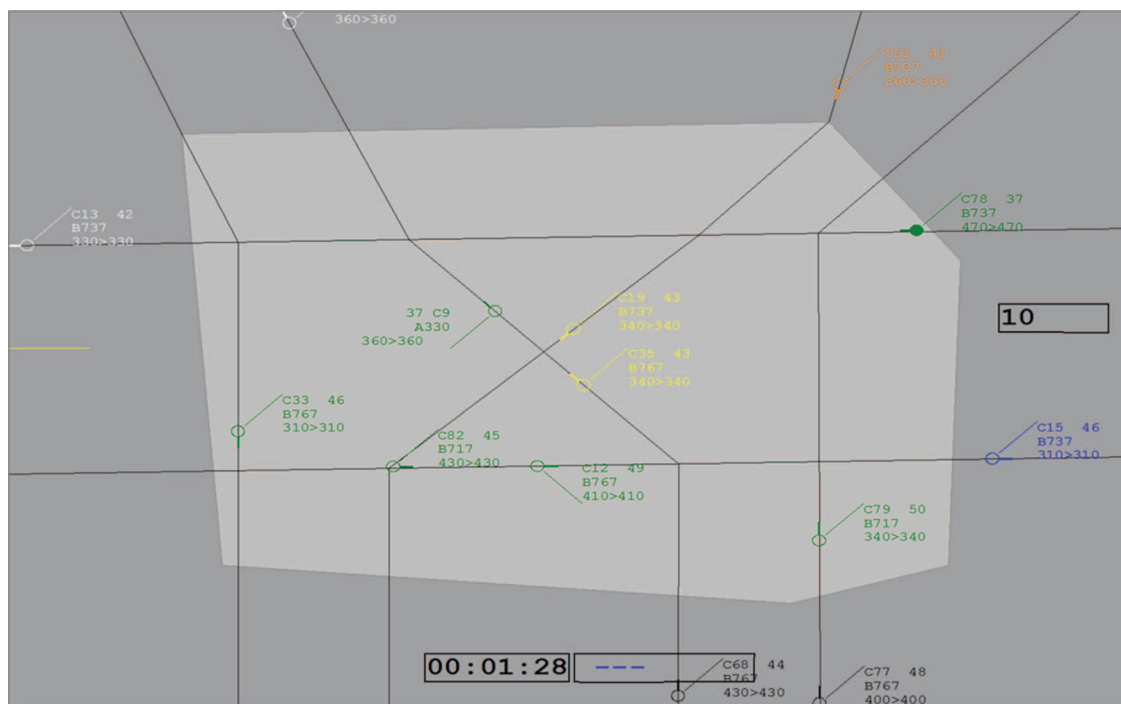 360>360
C31  41
B737
360>360
C13  42
B737
330>330
C78  37
B737
470>470
37 C9
A330
360>360
C19  43
B737
340>340
10
C35  43
B767
340>340
C33  46
B767
310>310
C82  45
B717
430>430
C12  49
B767
410>410
C15  46
B737
310>310
C79  50
B717
340>340
00:01:28
---
C68  44
B767
430>430
C77  48
B767
400>400